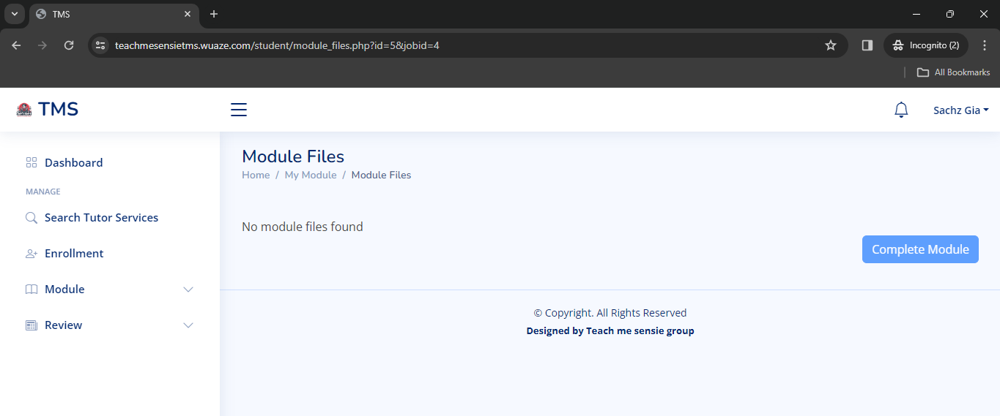 TMS
teachmesensietms.wuaze.com/student/module_files.php?id=5&jobid=4
Incognito (2)
All Bookmarks
TMS
Sachz Gia
Dashboard
MANAGE
Search Tutor Services
Enrollment
Module
Review
Module Files
Home / My Module / Module Files
No module files found
Complete Module
© Copyright. All Rights Reserved
Designed by Teach me sensie group